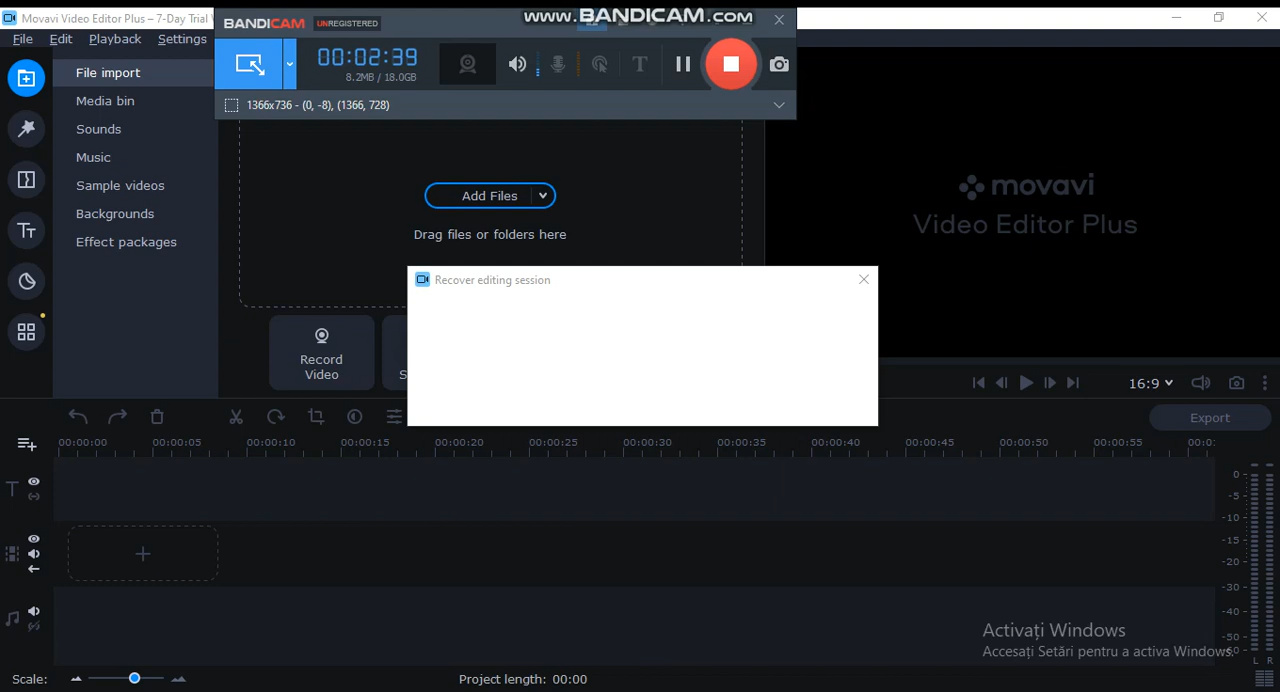 www.BANDICAM.com
Movavi Video Editor Plus – 7-Day Trial
BANDICAM UNREGISTERED
File Edit Playback Settings
00:02:39
8.2MB / 18.0GB
1366x736 - (0, -8), (1366, 728)
File import
Media bin
Sounds
Music
Sample videos
Backgrounds
Effect packages
Add Files
Drag files or folders here
movavi
Video Editor Plus
Recover editing session
Record
Video
S
16:9
Export
00:00:00 00:00:05 00:00:10 00:00:15 00:00:20 00:00:25 00:00:30 00:00:35 00:00:40 00:00:45 00:00:50 00:00:55 00:0
0
-5
-10
-15
-20
-30
-40
-50
-60
L R
Activați Windows
Accesați Setări pentru a activa Windows.
Scale:
Project length: 00:00